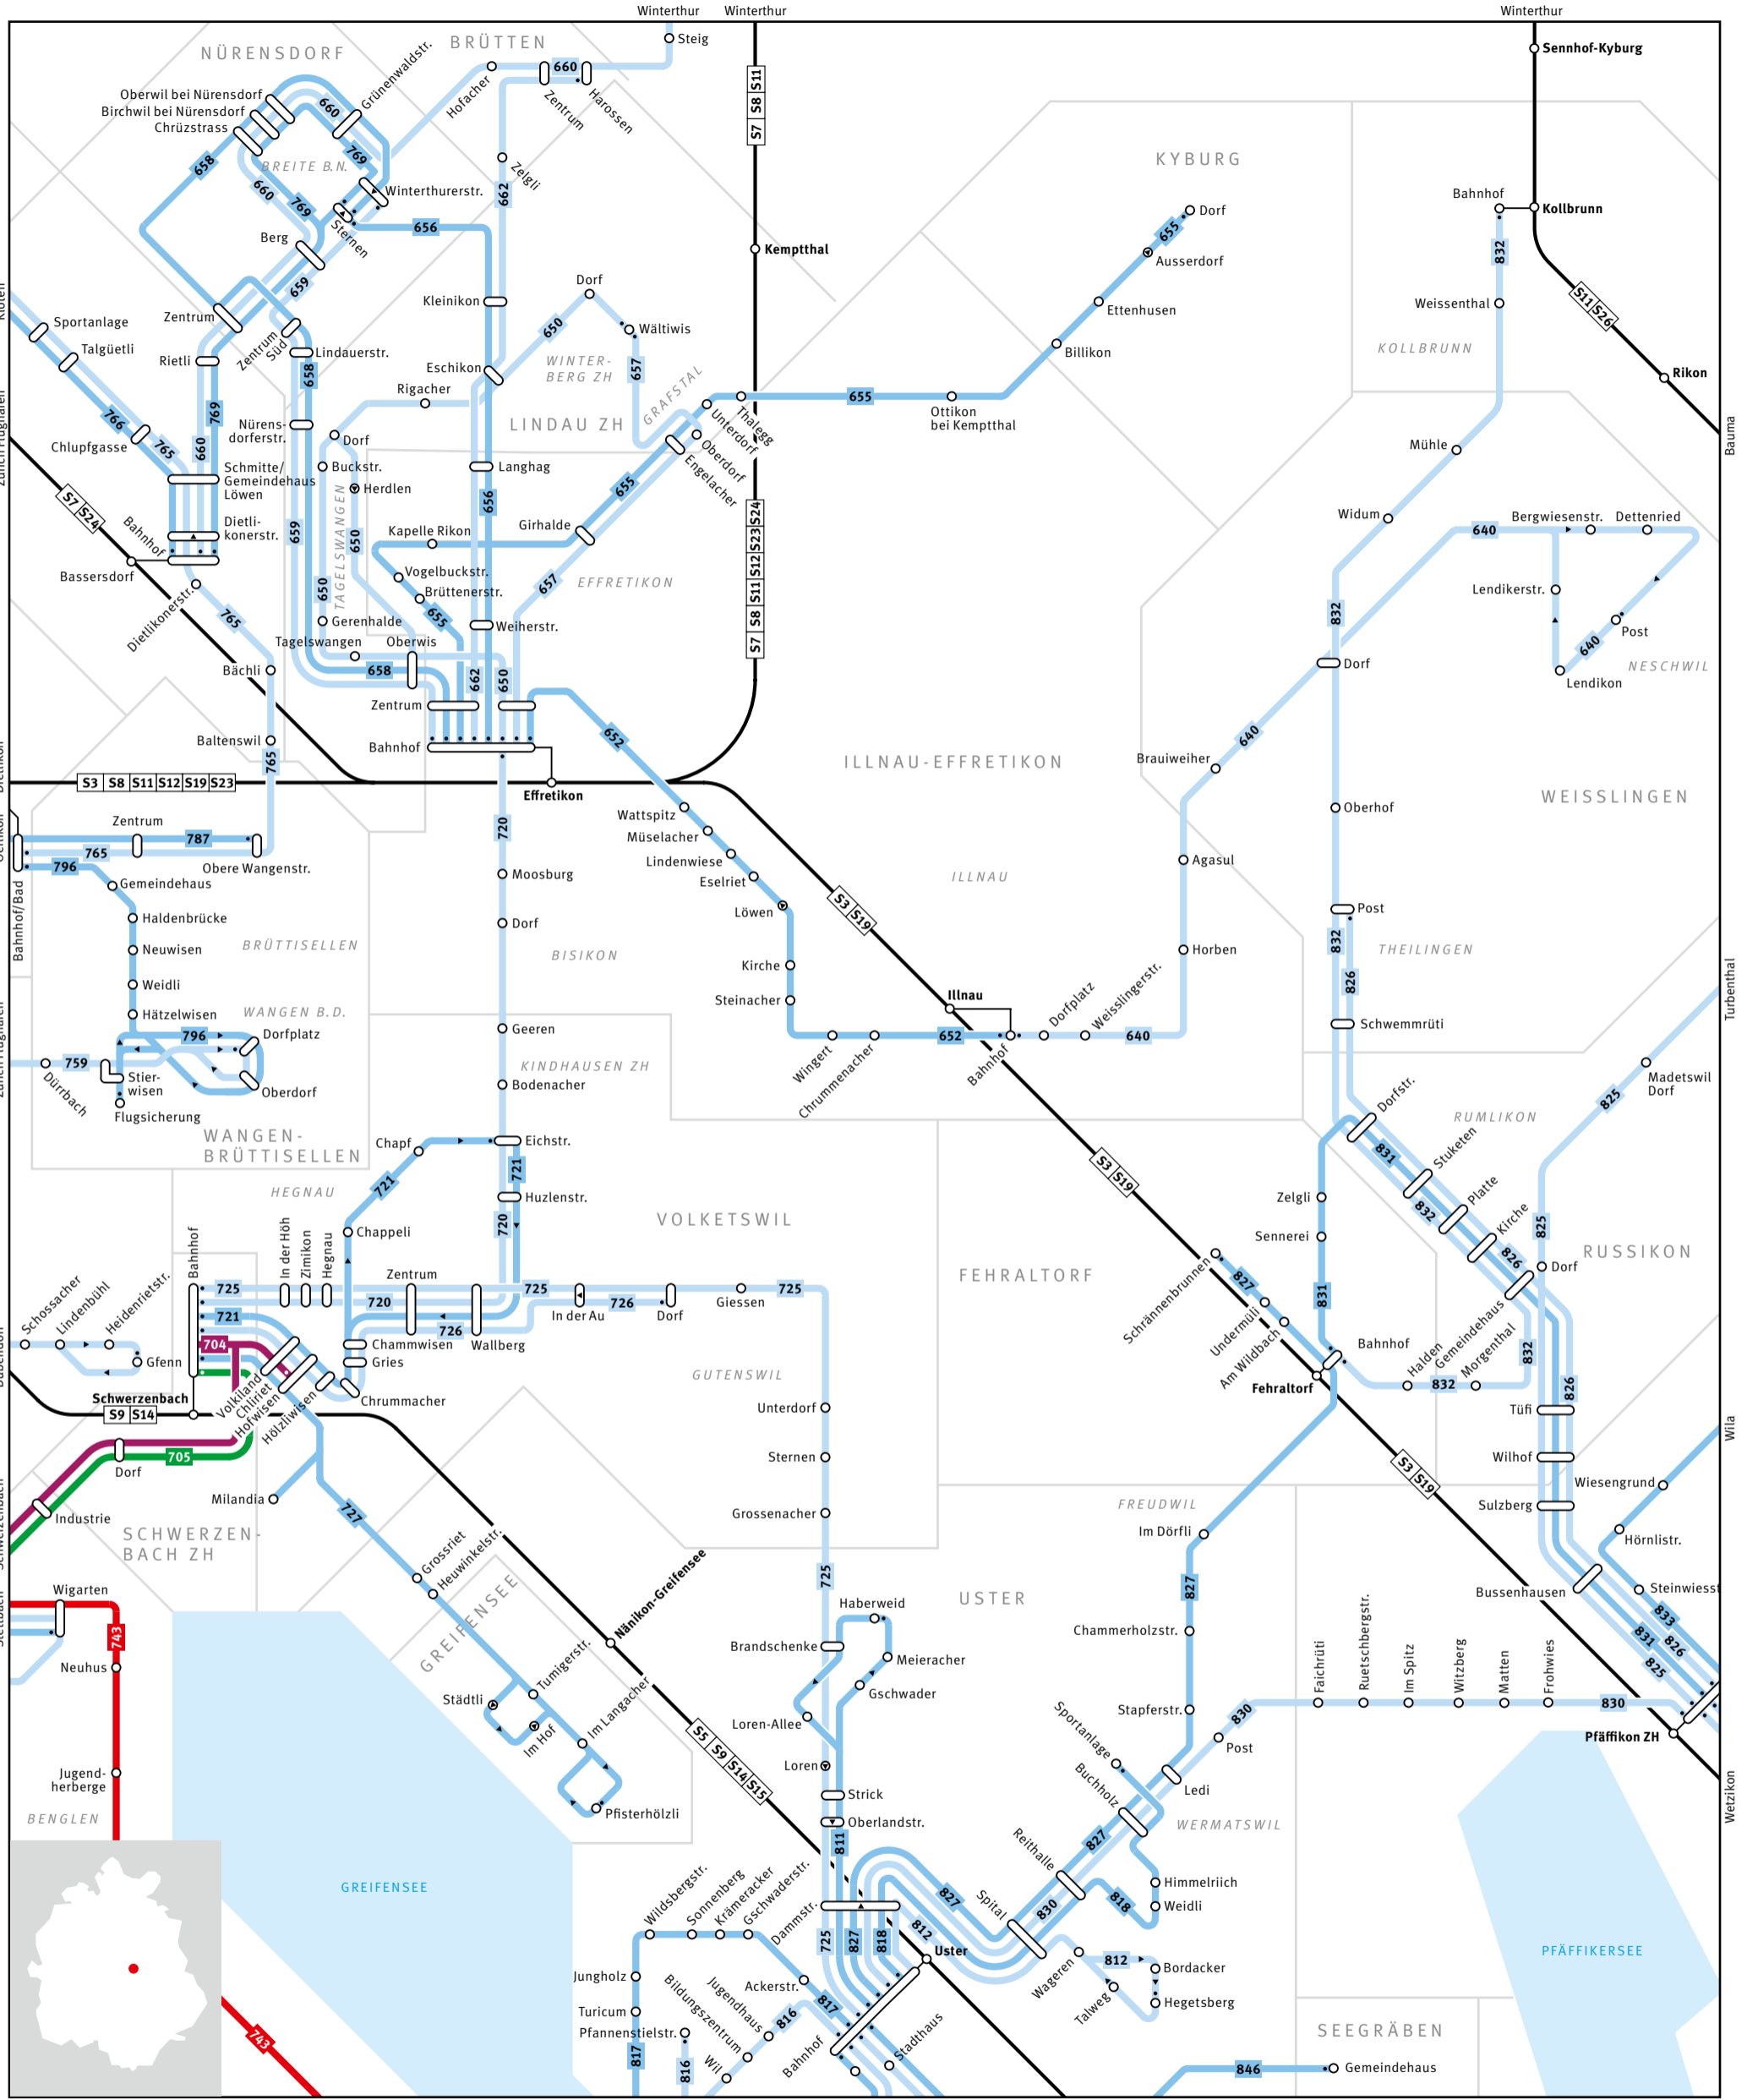 Winterthur
Winterthur
Winterthur
Steig
NÜRENSDORF
BRÜTTEN
Grünenwaldstr.
Hofacher
660
Zentrum
Harossen
S7 S8 S11
Sennhof-Kyburg
Oberwil bei Nürensdorf
Birchwil bei Nürensdorf
Chrüzstrass
660
769
658
BREITE B.N.
660
769
Winterthurerstr.
Sternen
Zelgli
662
KYBURG
Bahnhof
Kollbrunn
Dorf
655
Ausserdorf
Ettenhusen
Billikon
832
Weissenthal
S11 S26
KOLLBRUNN
Rikon
Berg
656
659
Kemptthal
Kleinikon
Dorf
650
Wältiwis
Kloten
Sportanlage
Talgüetli
Zentrum
Zentrum
Süd
Rietli
Lindauerstr.
658
Eschikon
WINTER-
BERG ZH
657
GRAFSTAL
Rigacher
LINDAU ZH
Thalegg
Unterdorf
Oberdorf
Engelacher
655
Ottikon
bei Kemptthal
766
765
Chlupfgasse
769
660
Nürens-
dorferstr.
Dorf
Buckstr.
Herdlen
Langhag
656
655
Mühle
Bauma
Schmitte/
Gemeindehaus
Löwen
S7 S24
Bahnhof
Dietli-
konerstr.
Bassersdorf
Dietlikonerstr.
659
650
TAGELSWANGEN
650
Kapelle Rikon
Girhalde
Vogelbuckstr.
Brüttenerstr.
655
657
EFFRETIKON
S7 S8 S11 S12 S23 S24
Widum
640
Bergwiesenstr.
Dettenried
Lendikerstr.
Post
640
Lendikon
NESCHWIL
765
Gerenhalde
Tagelswangen
Oberwis
Weiherstr.
832
Dorf
Bächli
658
662
650
Zentrum
Bahnhof
652
Baltenswil
765
S3 S8 S11 S12 S19 S23
Effretikon
ILLNAU-EFFRETIKON
640
Brauiweiher
WEISSLINGEN
Oberhof
Zentrum
787
765
796
Obere Wangenstr.
Bahnhof/Bad
Gemeindehaus
Haldenbrücke
Neuwisen
Weidli
Hätzelwisen
BRÜTTISELLEN
WANGEN B.D.
720
Moosburg
Dorf
BISIKON
Wattspitz
Müselacher
Lindenwiese
Eselriet
Löwen
S3 S19
Kirche
Steinacher
ILLNAU
Agasul
Horben
Post
832
THEILINGEN
826
Schwemmrüti
Turbenthal
796
Dorfplatz
759
Dürrbach
Stier-
wisen
Oberdorf
Flugsicherung
Geeren
KINDHAUSEN ZH
Bodenacher
Illnau
Dorfplatz
Weisslingerstr.
652
640
Wingert
Chrummenacher
Bahnhof
Madetswil
Dorf
825
WANGEN-
BRÜTTISELLEN
Chapf
Eichstr.
721
721
HEGNAU
Huzlenstr.
720
Chappeli
VOLKETSWIL
S3 S19
Dorfstr.
RUMLIKON
831
Stuketen
Zelgli
832
Platte
Kirche
Sennerei
826
825
RUSSIKON
Dorf
FEHRALTORF
Bahnhof
In der Höh
Zimikon
Hegnau
725
720
721
704
Zentrum
725
726
In der Au
726
Dorf
Giessen
725
Wallberg
Schossacher
Lindenbühl
Heidenrietstr.
Gfenn
Chammwisen
Gries
Chrummacher
Volkiland
Chliriet
Hofwisen
Hölzliwisen
Schwerzenbach
S9 S14
705
Dorf
Industrie
Milandia
SCHWERZEN-
BACH ZH
727
Schrännenbrunnen
827
Undermüli
Am Wildbach
831
Bahnhof
Fehraltorf
Halden
Gemeindehaus
Morgenthal
832
832
826
Tüfi
Wilhof
Sulzberg
Wila
S3 S19
Wiesengrund
Hörnlistr.
Bussenhausen
GUTENSWIL
Unterdorf
Sternen
Grossenacher
725
FREUDWIL
Im Dörfli
827
USTER
Grossriet
Heuwinkelstr.
GREIFENSEE
Nänikon-Greifensee
Wigarten
743
Neuhus
Jugend-
herberge
BENGLEN
Städtli
Tumigerstr.
Im Hof
Im Langacher
Pfisterhölzli
S5 S9 S14 S15
Haberweid
Brandschenke
Meieracher
Gschwader
Loren-Allee
Loren
Strick
Oberlandstr.
811
Chammerholzstr.
Stapferstr.
Sportanlage
830
Post
Buchholz
Ledi
WERMATSWIL
Faichrüti
Ruetschbergstr.
Im Spitz
Witzberg
Matten
Frohwies
833
826
831
825
830
Pfäffikon ZH
Wetzikon
827
Reithalle
Himmelriich
Weidli
818
GREIFENSEE
Wildsbergstr.
Sonnenberg
Krämeracker
Gschwaderstr.
Dammstr.
725
827
818
827
812
Spital
830
Uster
Wageren
812
Talweg
Bordacker
Hegetsberg
PFÄFFIKERSEE
Jungholz
Turicum
Pfannenstielstr.
817
816
Ackerstr.
Jugendhaus
Bildungszentrum
816
817
Wil
Bahnhof
Stadthaus
743
SEEGRÄBEN
846
Gemeindehaus